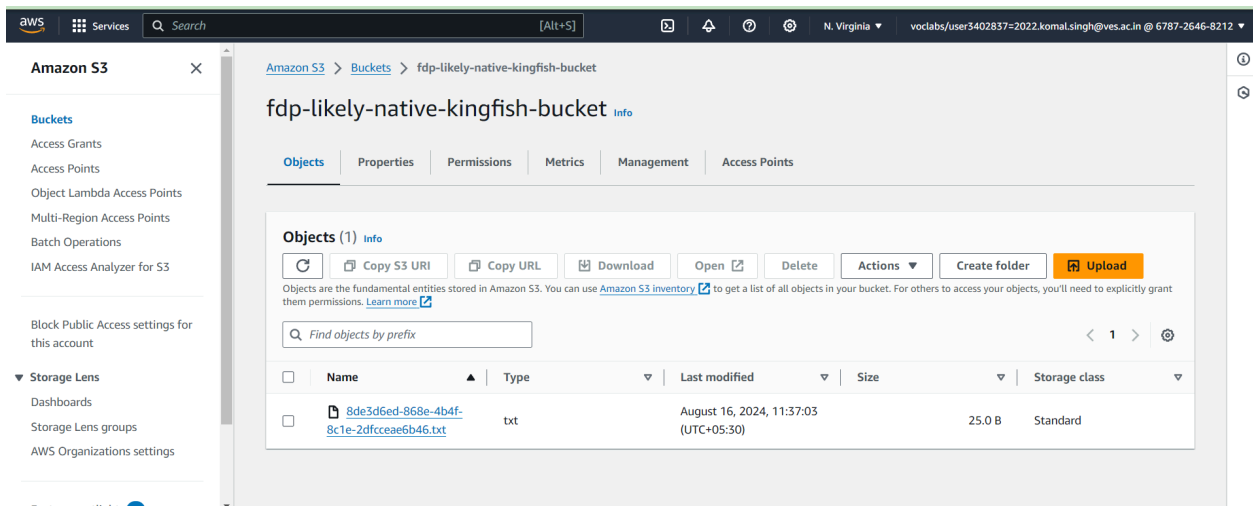 aws Services Search [Alt+S] N. Virginia voclabs/user3402837=2022.komal.singh@ves.ac.in @ 6787-2646-8212
Amazon S3
Buckets
Access Grants
Access Points
Object Lambda Access Points
Multi-Region Access Points
Batch Operations
IAM Access Analyzer for S3
Block Public Access settings for
this account
Storage Lens
Dashboards
Storage Lens groups
AWS Organizations settings
Amazon S3 > Buckets > fdp-likely-native-kingfish-bucket
fdp-likely-native-kingfish-bucket Info
Objects Properties Permissions Metrics Management Access Points
Objects (1) Info
Copy S3 URI Copy URL Download Open Delete Actions Create folder Upload
Objects are the fundamental entities stored in Amazon S3. You can use Amazon S3 inventory to get a list of all objects in your bucket. For others to access your objects, you'll need to explicitly grant
them permissions. Learn more
Find objects by prefix
< 1 >
Name Type Last modified Size Storage class
8de3d6ed-868e-4b4f-
8c1e-2dfcceae6b46.txt
txt
August 16, 2024, 11:37:03
(UTC+05:30)
25.0 B
Standard